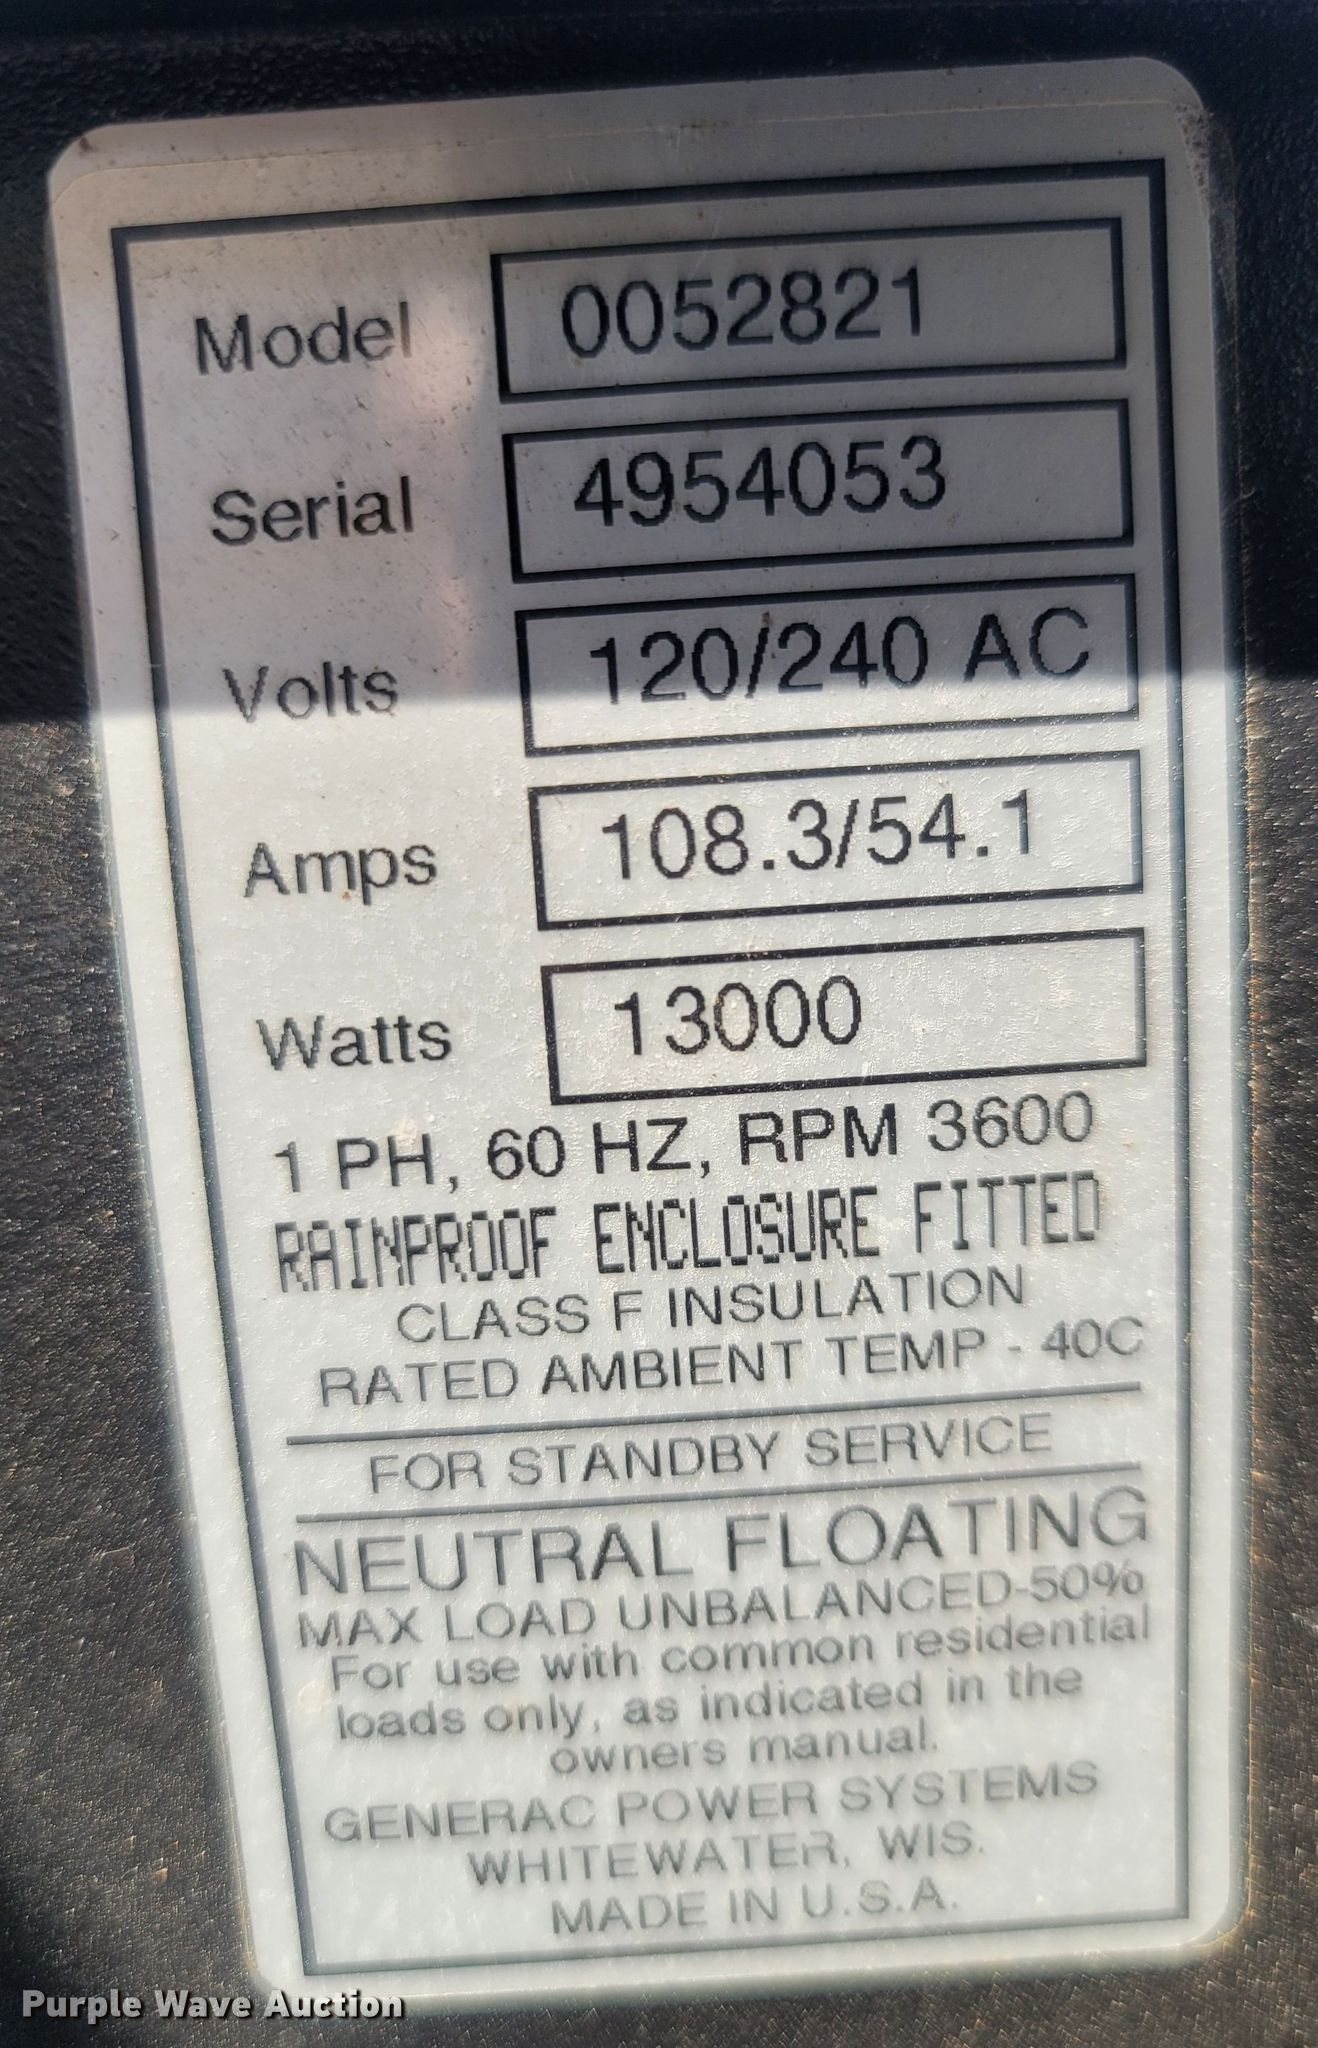 Model 0052821
Serial 4954053
Volts 120/240 AC
Amps 108.3/54.1
Watts 13000
1 PH, 60 HZ, RPM 3600
RAINPROOF ENCLOSURE FITTED
CLASS F INSULATION
RATED AMBIENT TEMP - 40C
FOR STANDBY SERVICE
NEUTRAL FLOATING
MAX LOAD UNBALANCED-50%
For use with common residential
loads only, as indicated in the
owners manual.
GENERAC POWER SYSTEMS
WHITEWATER, WIS.
MADE IN U.S.A.
Purple Wave Auction